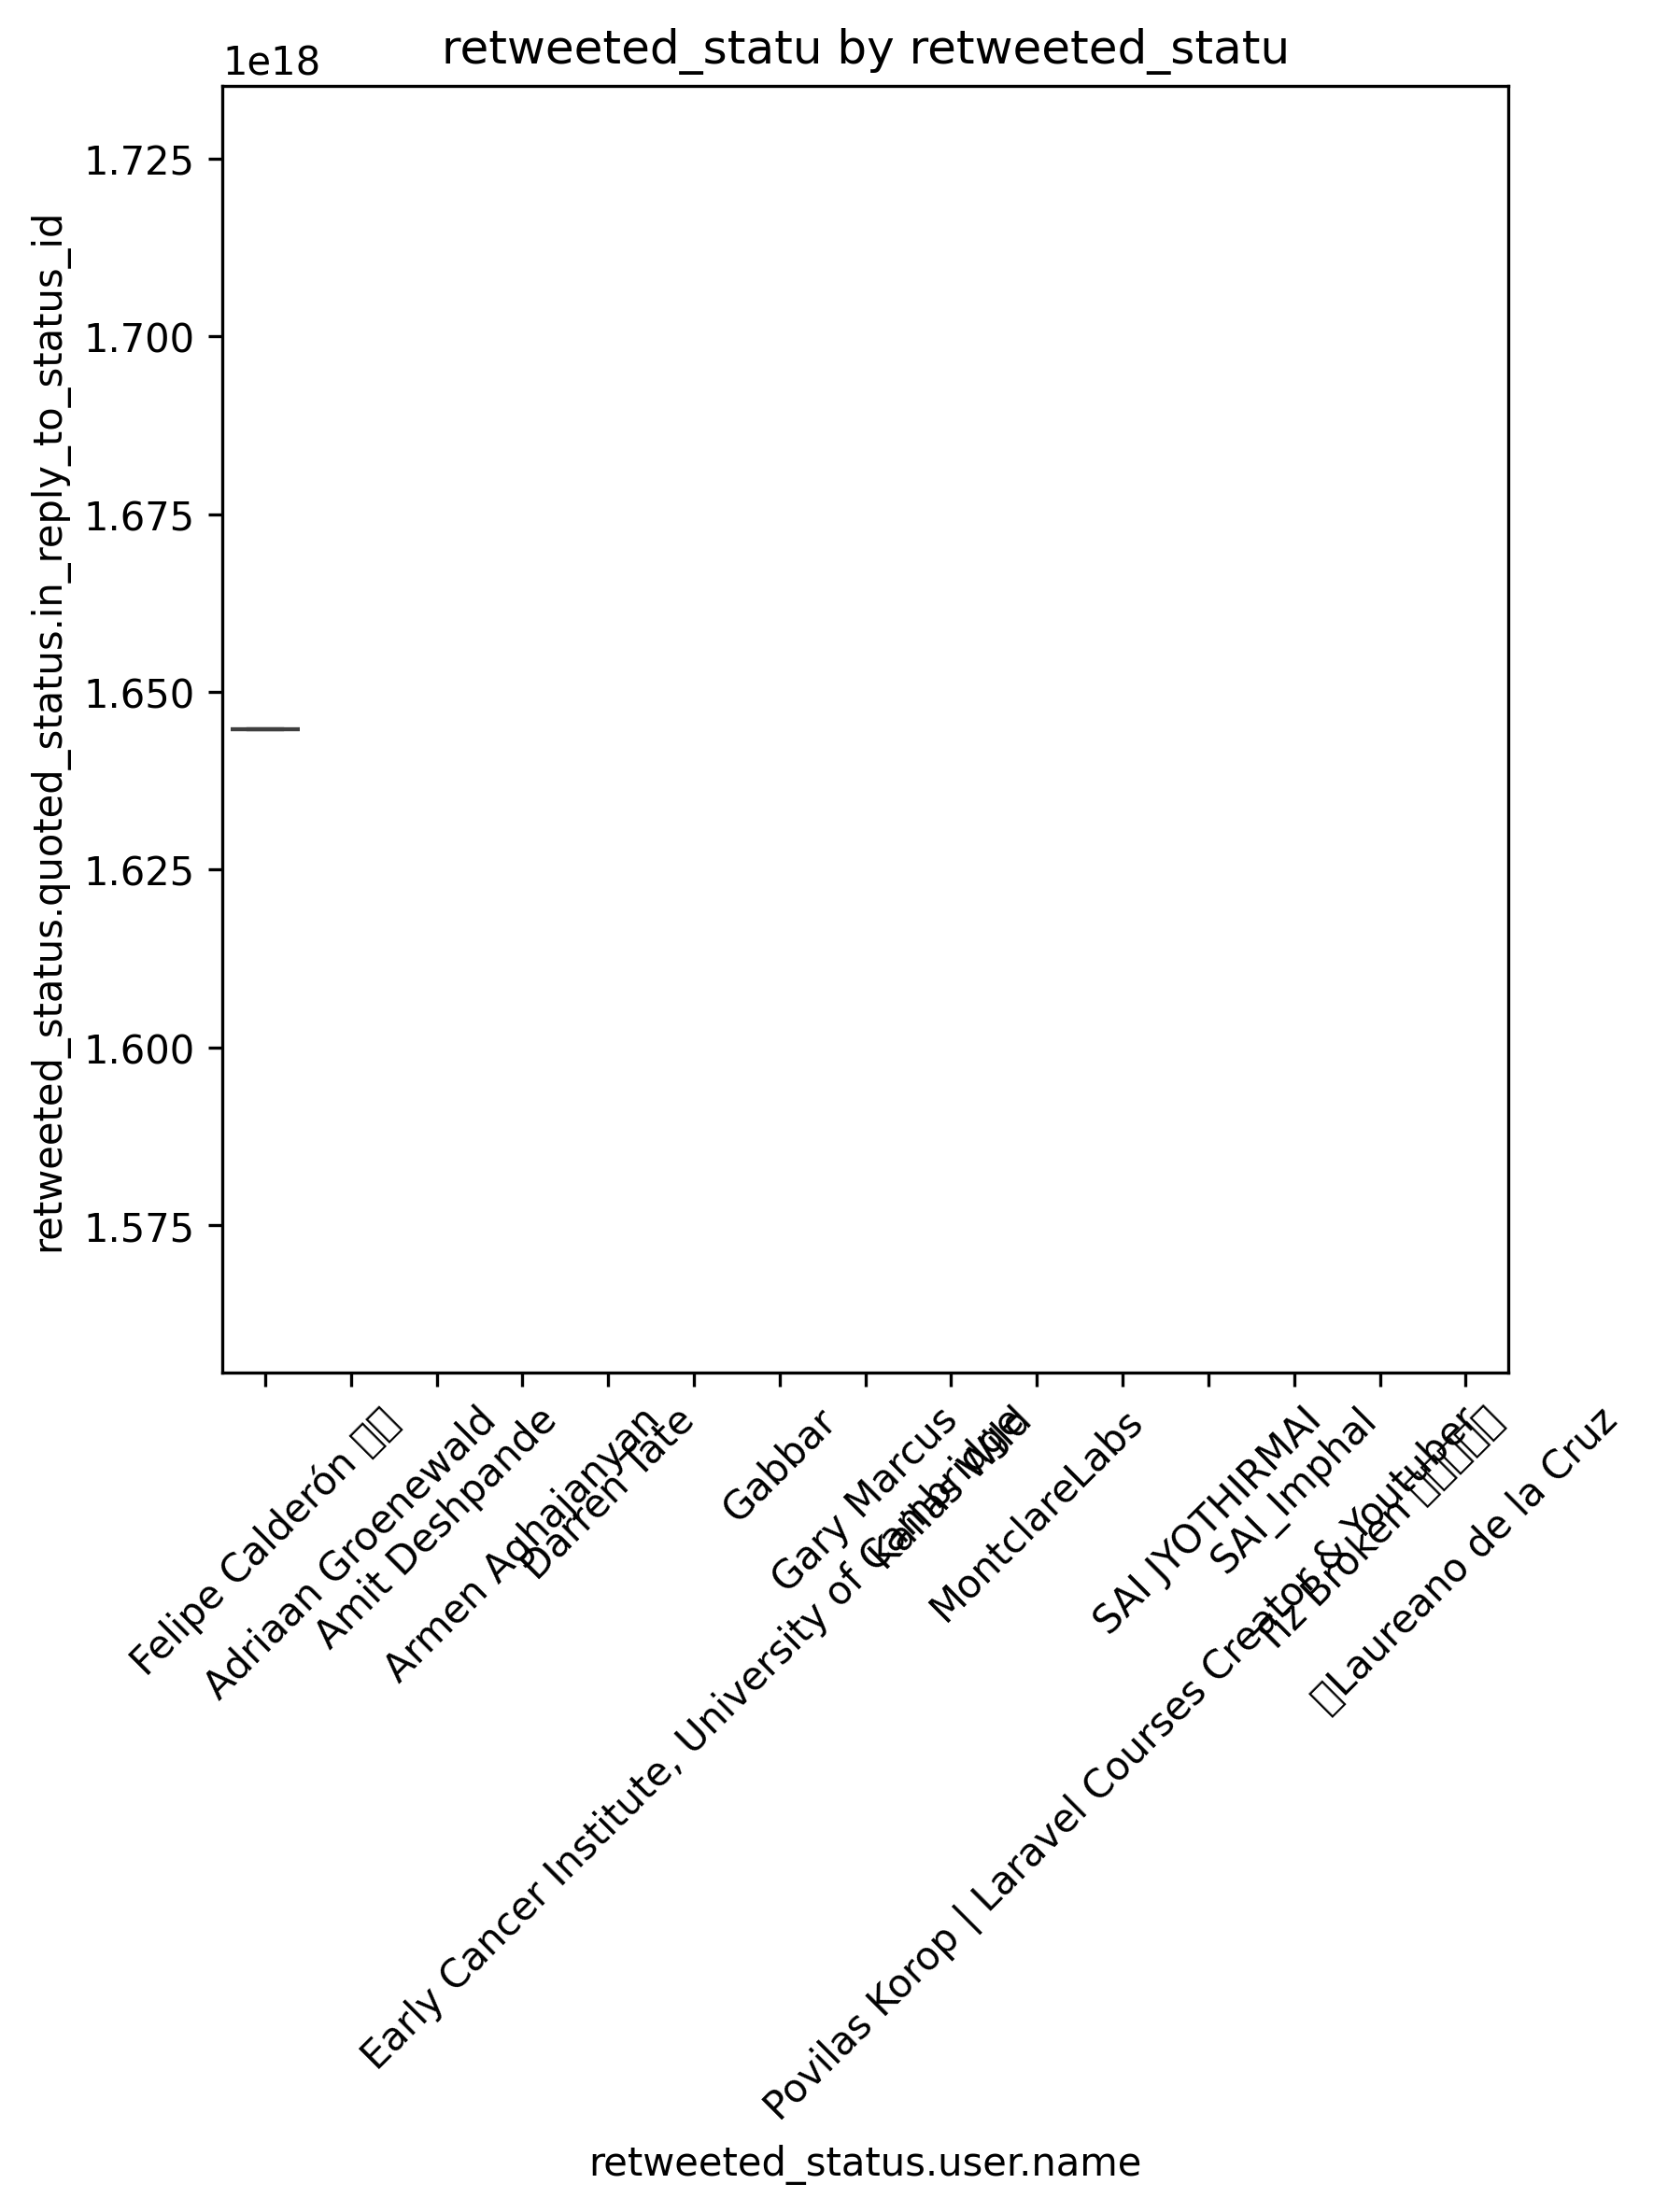 retweeted_statu by retweeted_statu
1e18
1.725
1.700
1.675
1.650
1.625
1.600
1.575
retweeted_status.quoted_status.in_reply_to_status_id
Felipe Calderón
Adriaan Groenewald
Amit Deshpande
Armen Aghajanyan
Darren Tate
Early Cancer Institute, University of Cambridge
Gabbar
Gary Marcus
Kallas Wild
MontclareLabs
Povilas Korop | Laravel Courses Creator & Youtuber
SAI JYOTHIRMAI
SAI_Imphal
Broken
Laureano de la Cruz
retweeted_status.user.name